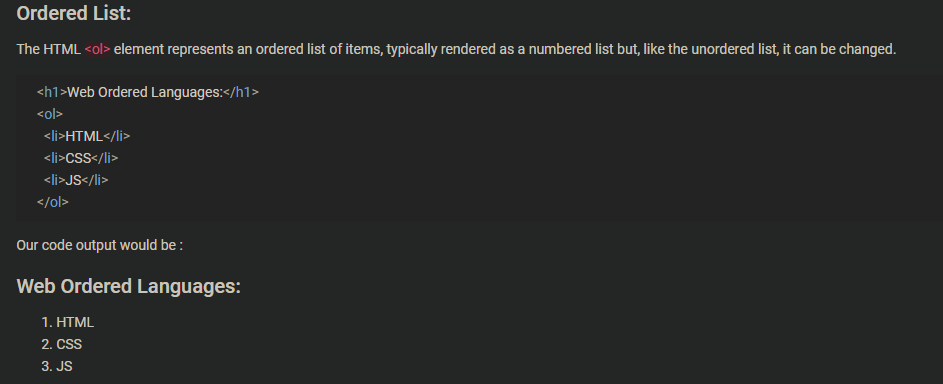 Ordered List:
The HTML <ol> element represents an ordered list of items, typically rendered as a numbered list but, like the unordered list, it can be changed.
<h1>Web Ordered Languages:</h1>
<ol>
<li>HTML</li>
<li>CSS</li>
<li>JS</li>
</ol>
Our code output would be :
Web Ordered Languages:
1. HTML
2. CSS
3. JS